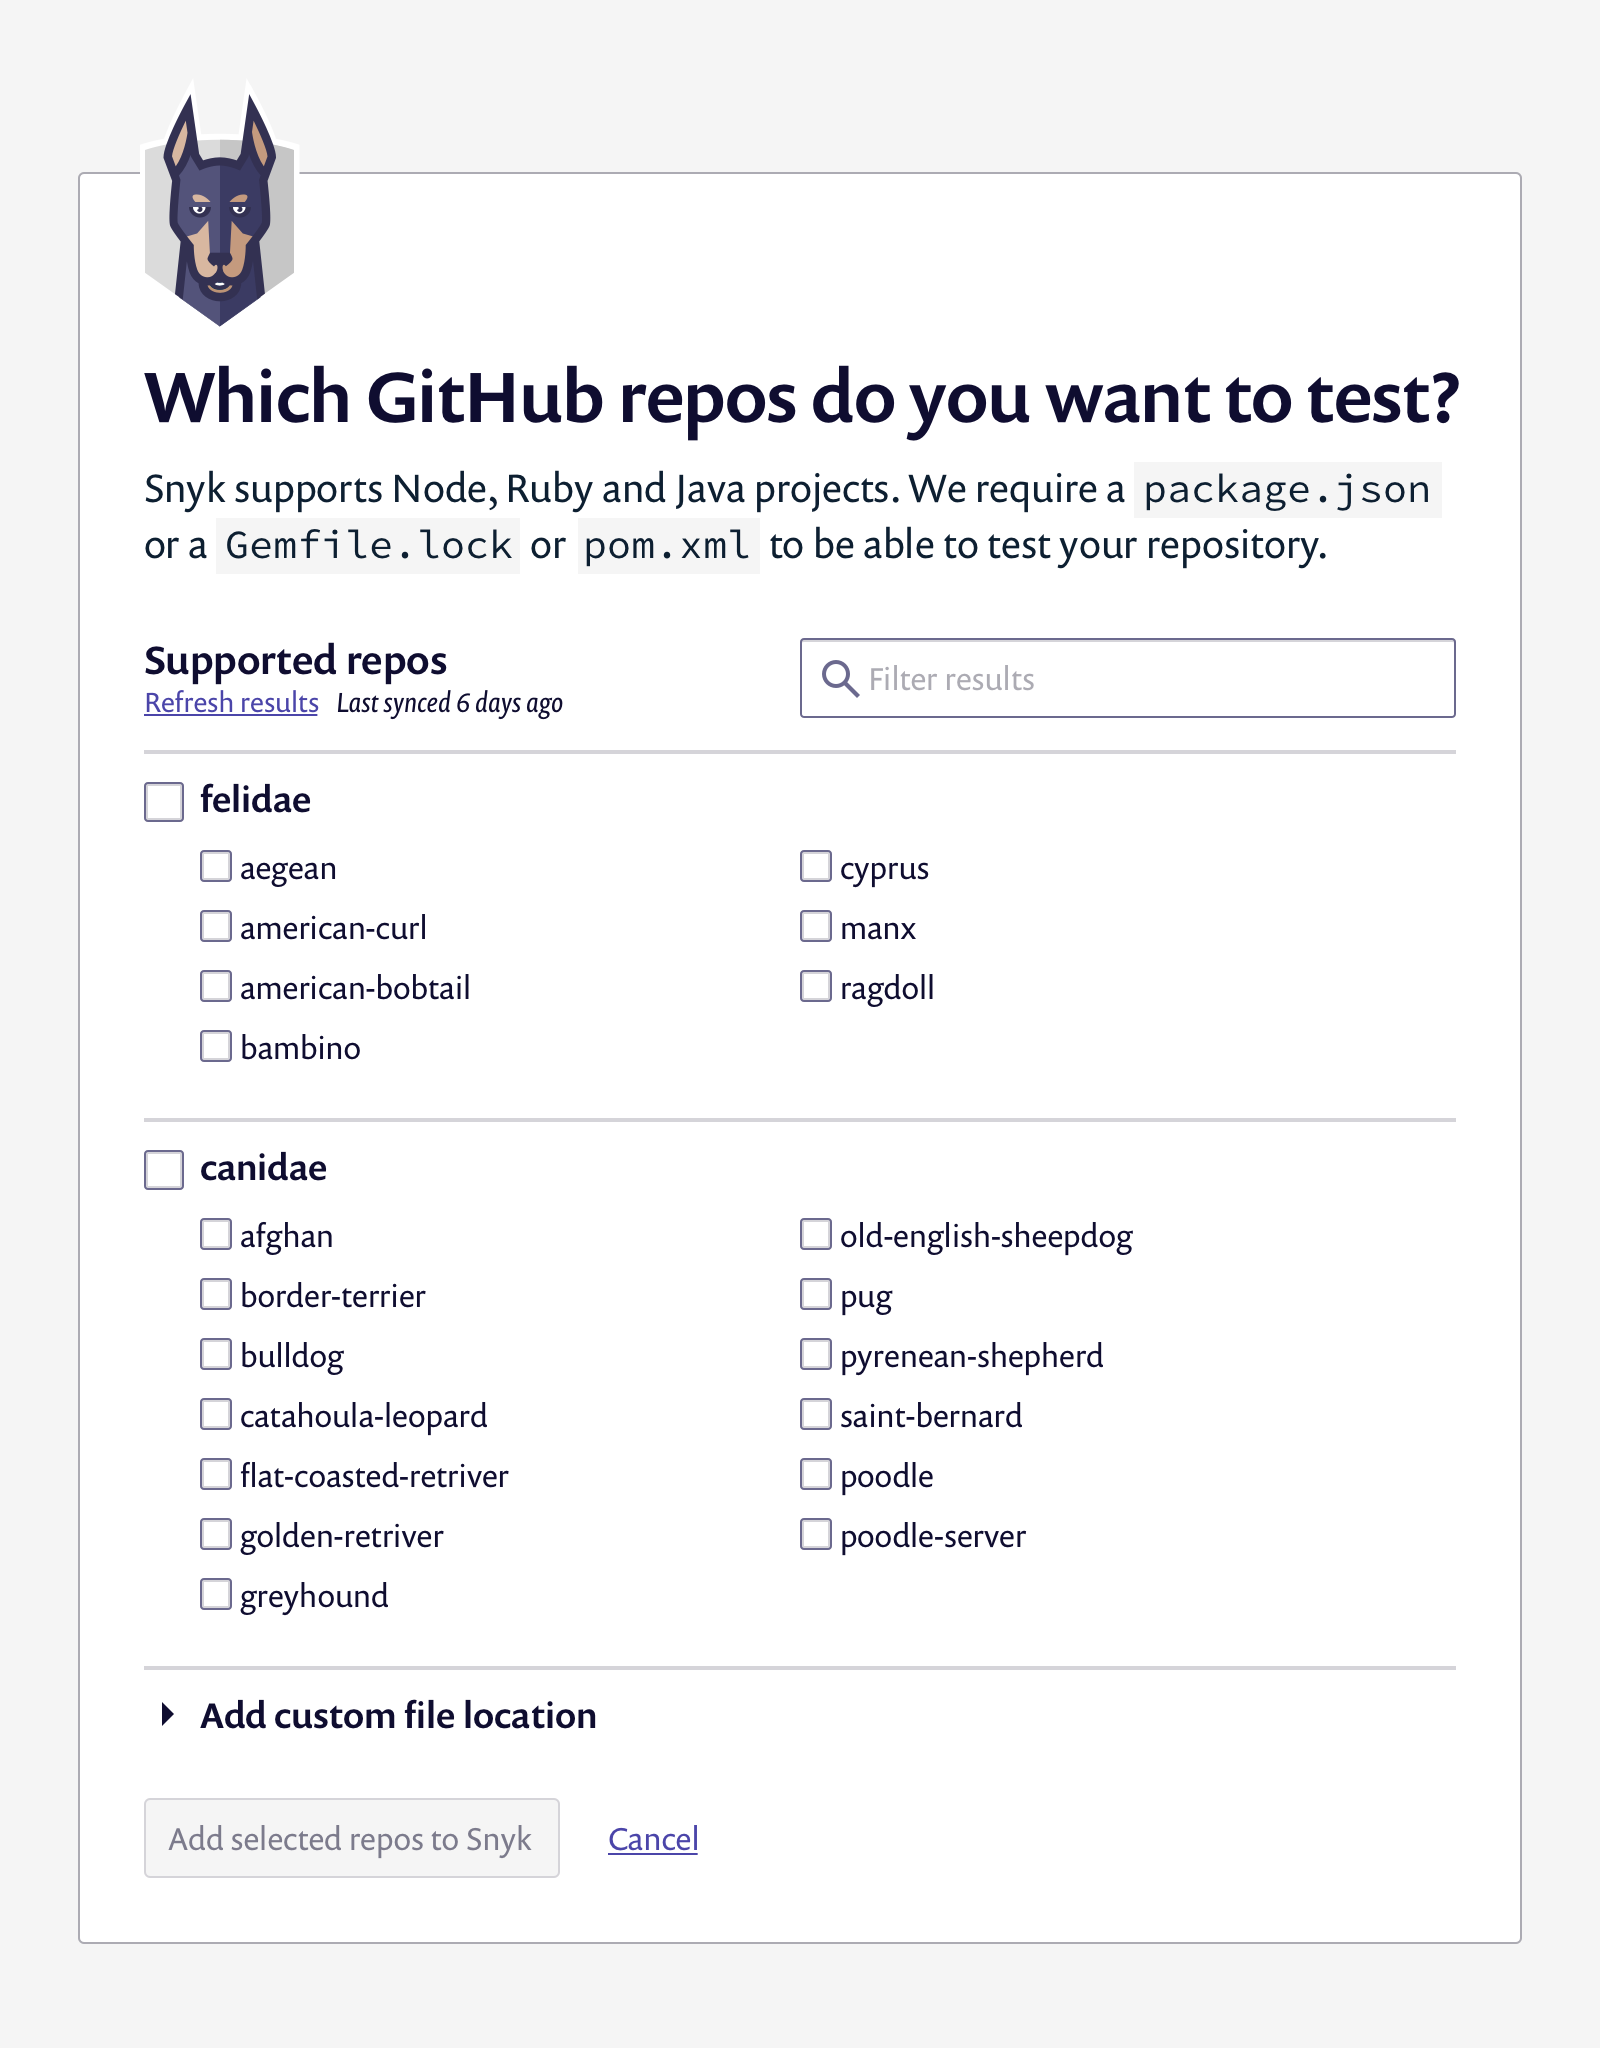 Which GitHub repos do you want to test?
Snyk supports Node, Ruby and Java projects. We require a package.json
or a Gemfile.lock or pom.xml to be able to test your repository.
Supported repos
Refresh results Last synced 6 days ago
Filter results
felidae
aegean
american-curl
american-bobtail
bambino
cyprus
manx
ragdoll
canidae
afghan
border-terrier
bulldog
catahoula-leopard
flat-coasted-retriver
golden-retriver
greyhound
old-english-sheepdog
pug
pyrenean-shepherd
saint-bernard
poodle
poodle-server
Add custom file location
Add selected repos to Snyk
Cancel